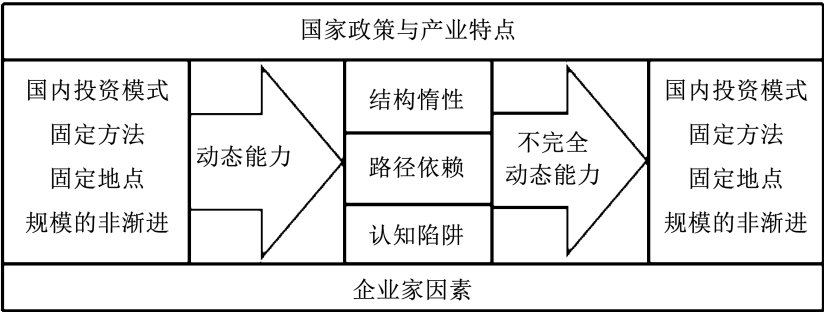 国家政策与产业特点
国内投资模式
固定方法
固定地点
规模的非渐进
动态能力
结构惰性
路径依赖
认知陷阱
不完全
动态能力
国内投资模式
固定方法
固定地点
规模的非渐进
企业家因素